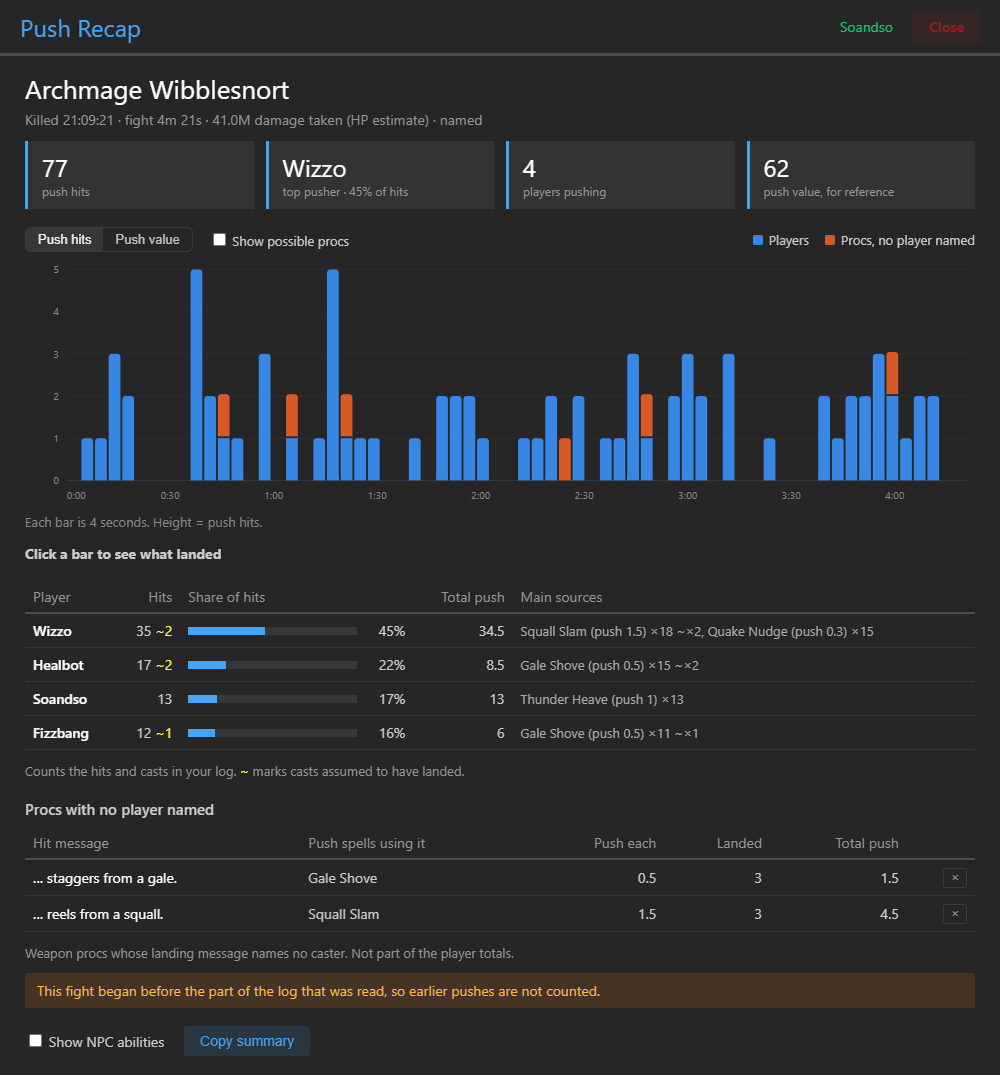 Push Recap
Soandso
Close
Archmage Wibblesnort
Killed 21:09:21 · fight 4m 21s · 41.0M damage taken (HP estimate) · named
77
push hits
Wizzo
top pusher · 45% of hits
4
players pushing
62
push value, for reference
Push hits Push value Show possible procs
Players Procs, no player named
5
4
3
2
1
0
0:00 0:30 1:00 1:30 2:00 2:30 3:00 3:30 4:00
Each bar is 4 seconds. Height = push hits.
Click a bar to see what landed
Player Hits Share of hits Total push Main sources
Wizzo 35 ~2 45% 34.5 Squall Slam (push 1.5) ×18 ~×2, Quake Nudge (push 0.3) ×15
Healbot 17 ~2 22% 8.5 Gale Shove (push 0.5) ×15 ~×2
Soandso 13 17% 13 Thunder Heave (push 1) ×13
Fizzbang 12 ~1 16% 6 Gale Shove (push 0.5) ×11 ~×1
Counts the hits and casts in your log. ~ marks casts assumed to have landed.
Procs with no player named
Hit message Push spells using it Push each Landed Total push
... staggers from a gale. Gale Shove 0.5 3 1.5 ×
... reels from a squall. Squall Slam 1.5 3 4.5 ×
Weapon procs whose landing message names no caster. Not part of the player totals.
This fight began before the part of the log that was read, so earlier pushes are not counted.
Show NPC abilities Copy summary